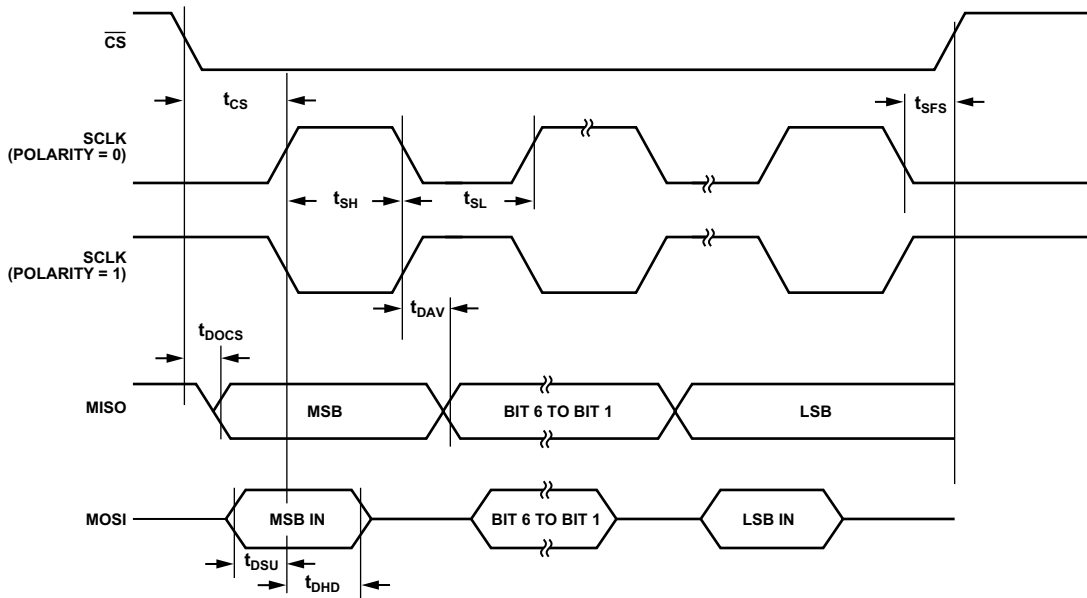 CS
tCS
tSFS
SCLK
(POLARITY = 0)
tSH
tSL
SCLK
(POLARITY = 1)
tDAV
tDOCS
MISO
MSB
BIT 6 TO BIT 1
LSB
MOSI
MSB IN
BIT 6 TO BIT 1
LSB IN
tDSU
tDHD